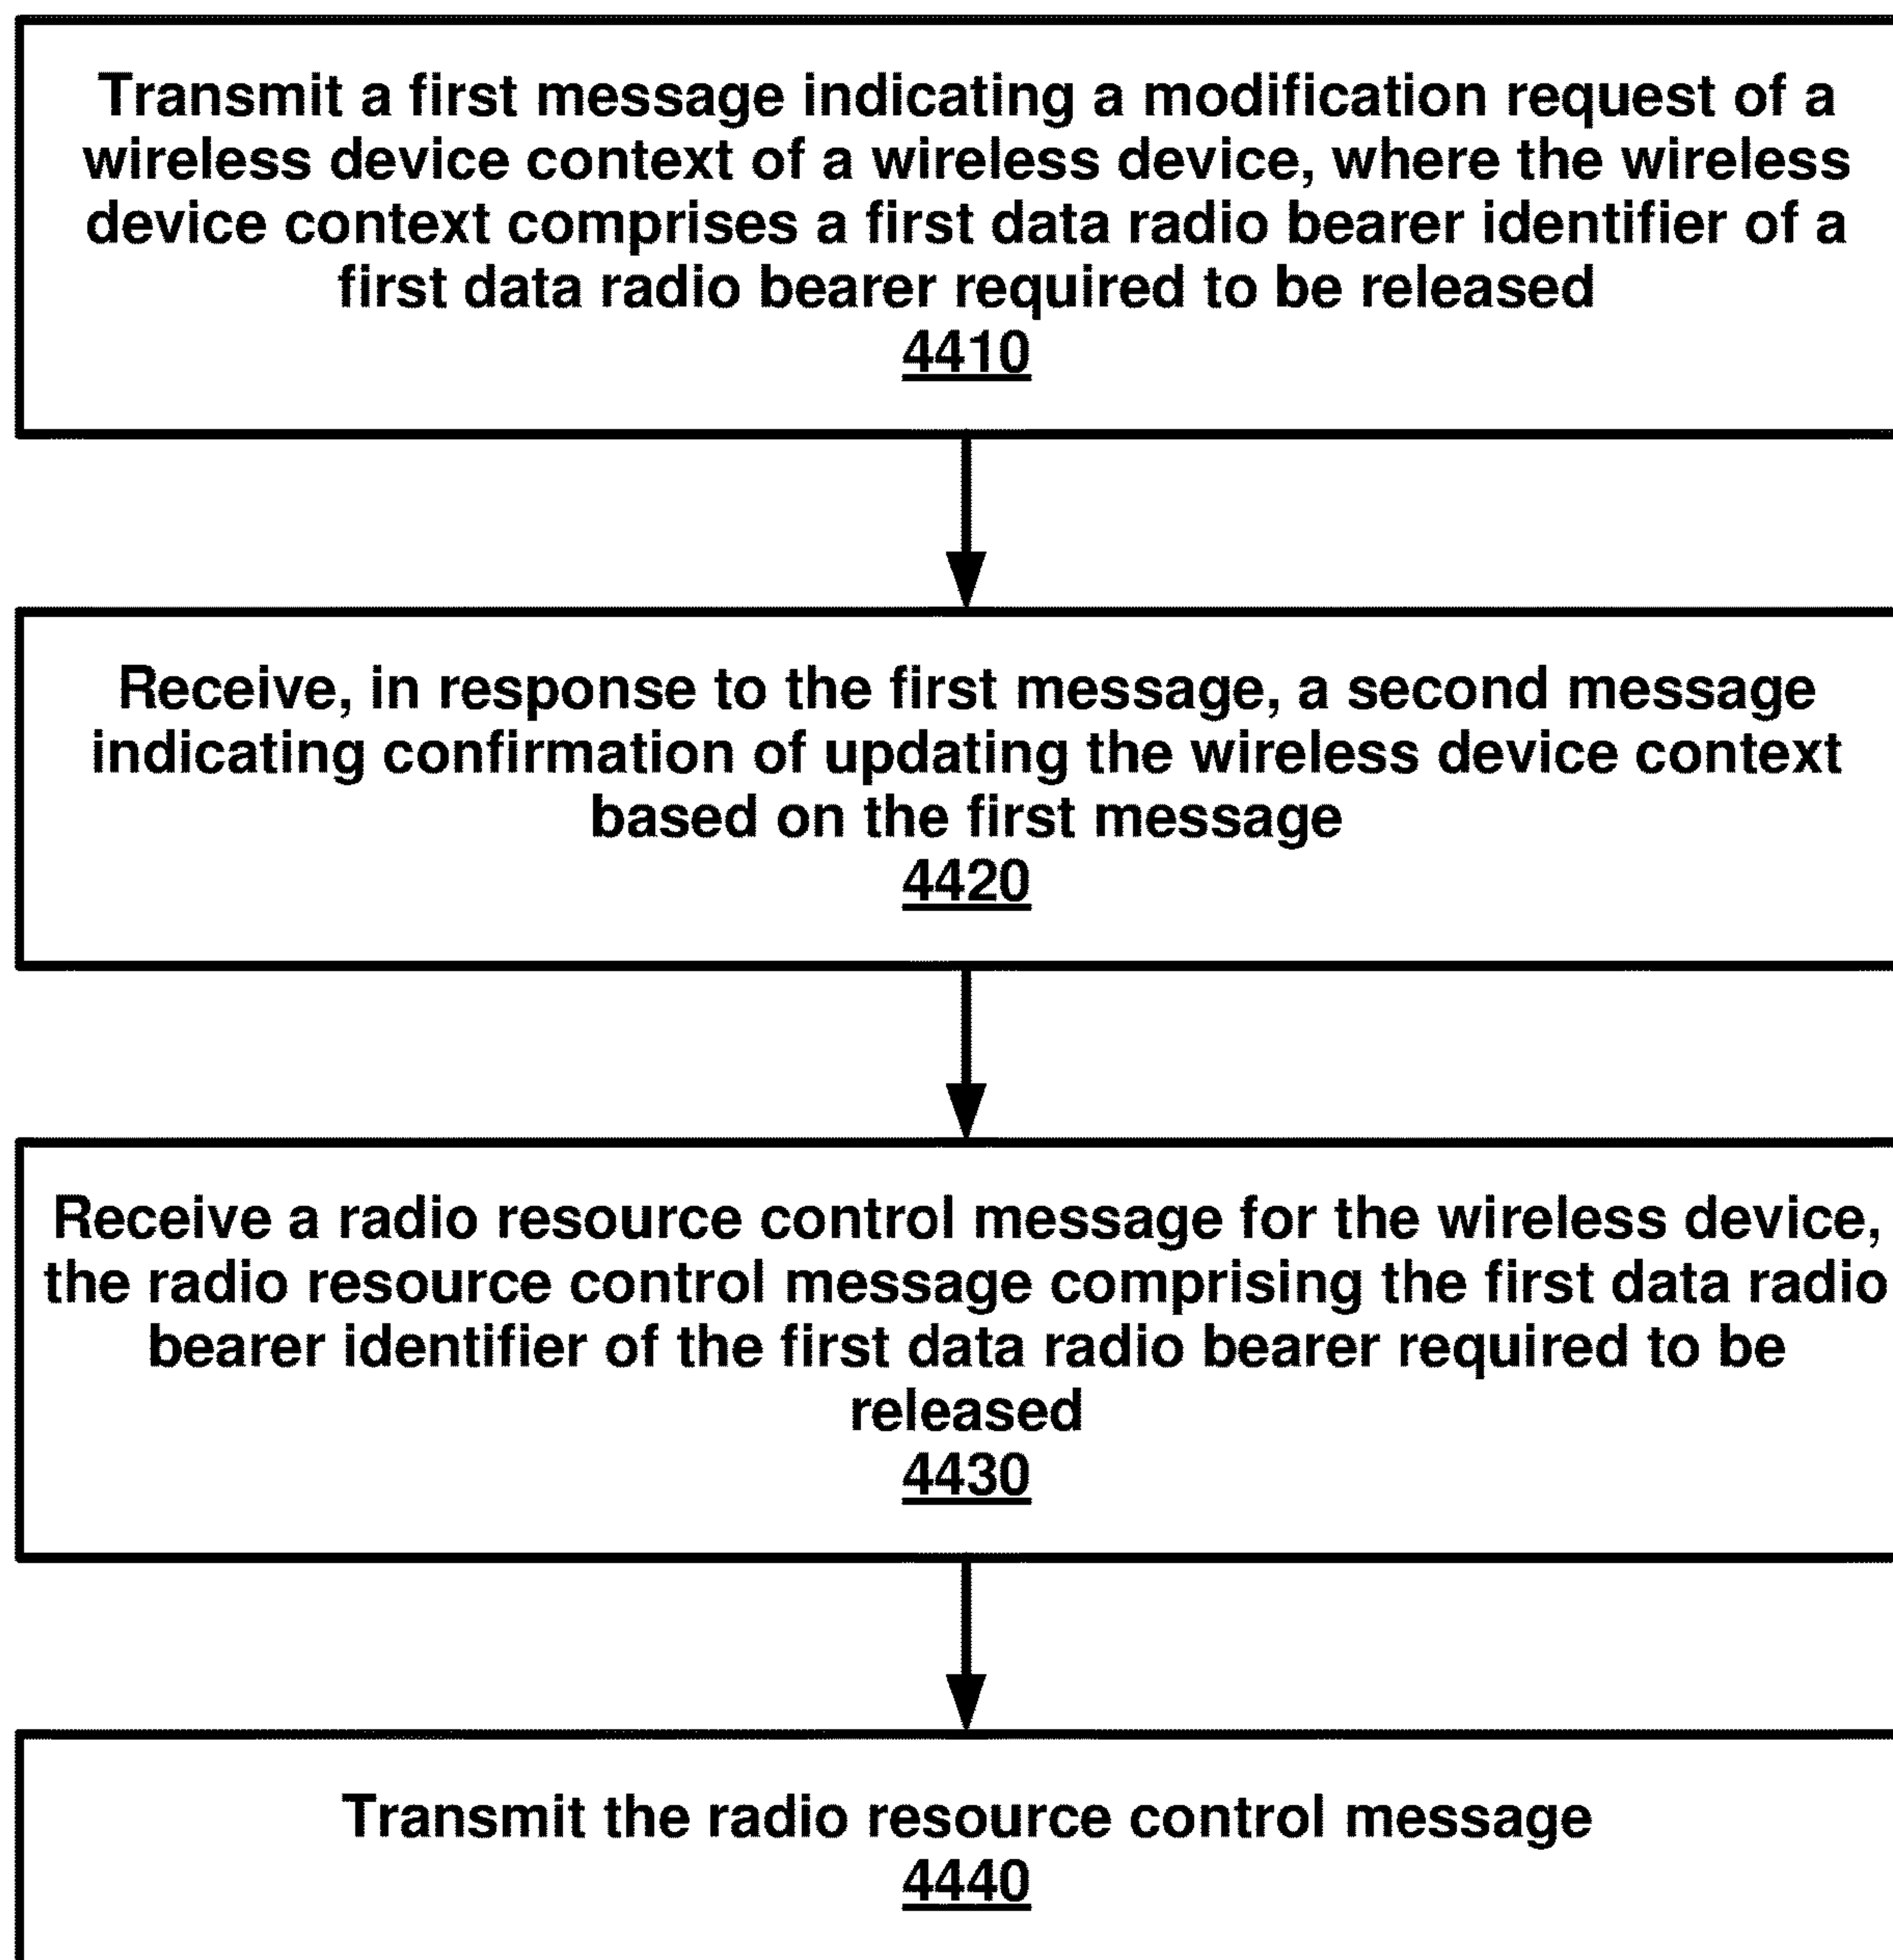 Transmit a first message indicating a modification request of a
wireless device context of a wireless device, where the wireless
device context comprises a first data radio bearer identifier of a
first data radio bearer required to be released
4410
Receive, in response to the first message, a second message
indicating confirmation of updating the wireless device context
based on the first message
4420
Receive a radio resource control message for the wireless device,
the radio resource control message comprising the first data radio
bearer identifier of the first data radio bearer required to be
released
4430
Transmit the radio resource control message
4440